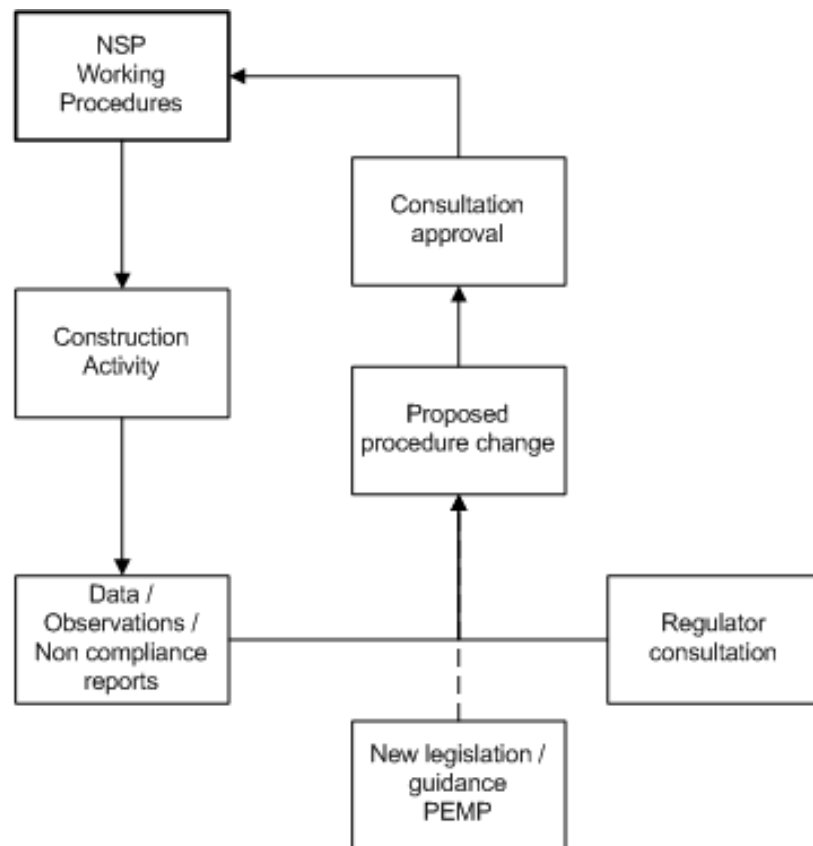 NSP
Working
Procedures
Consultation
approval
Construction
Activity
Proposed
procedure change
Data /
Observations /
Non compliance
reports
Regulator
consultation
New legislation /
guidance
PEMP